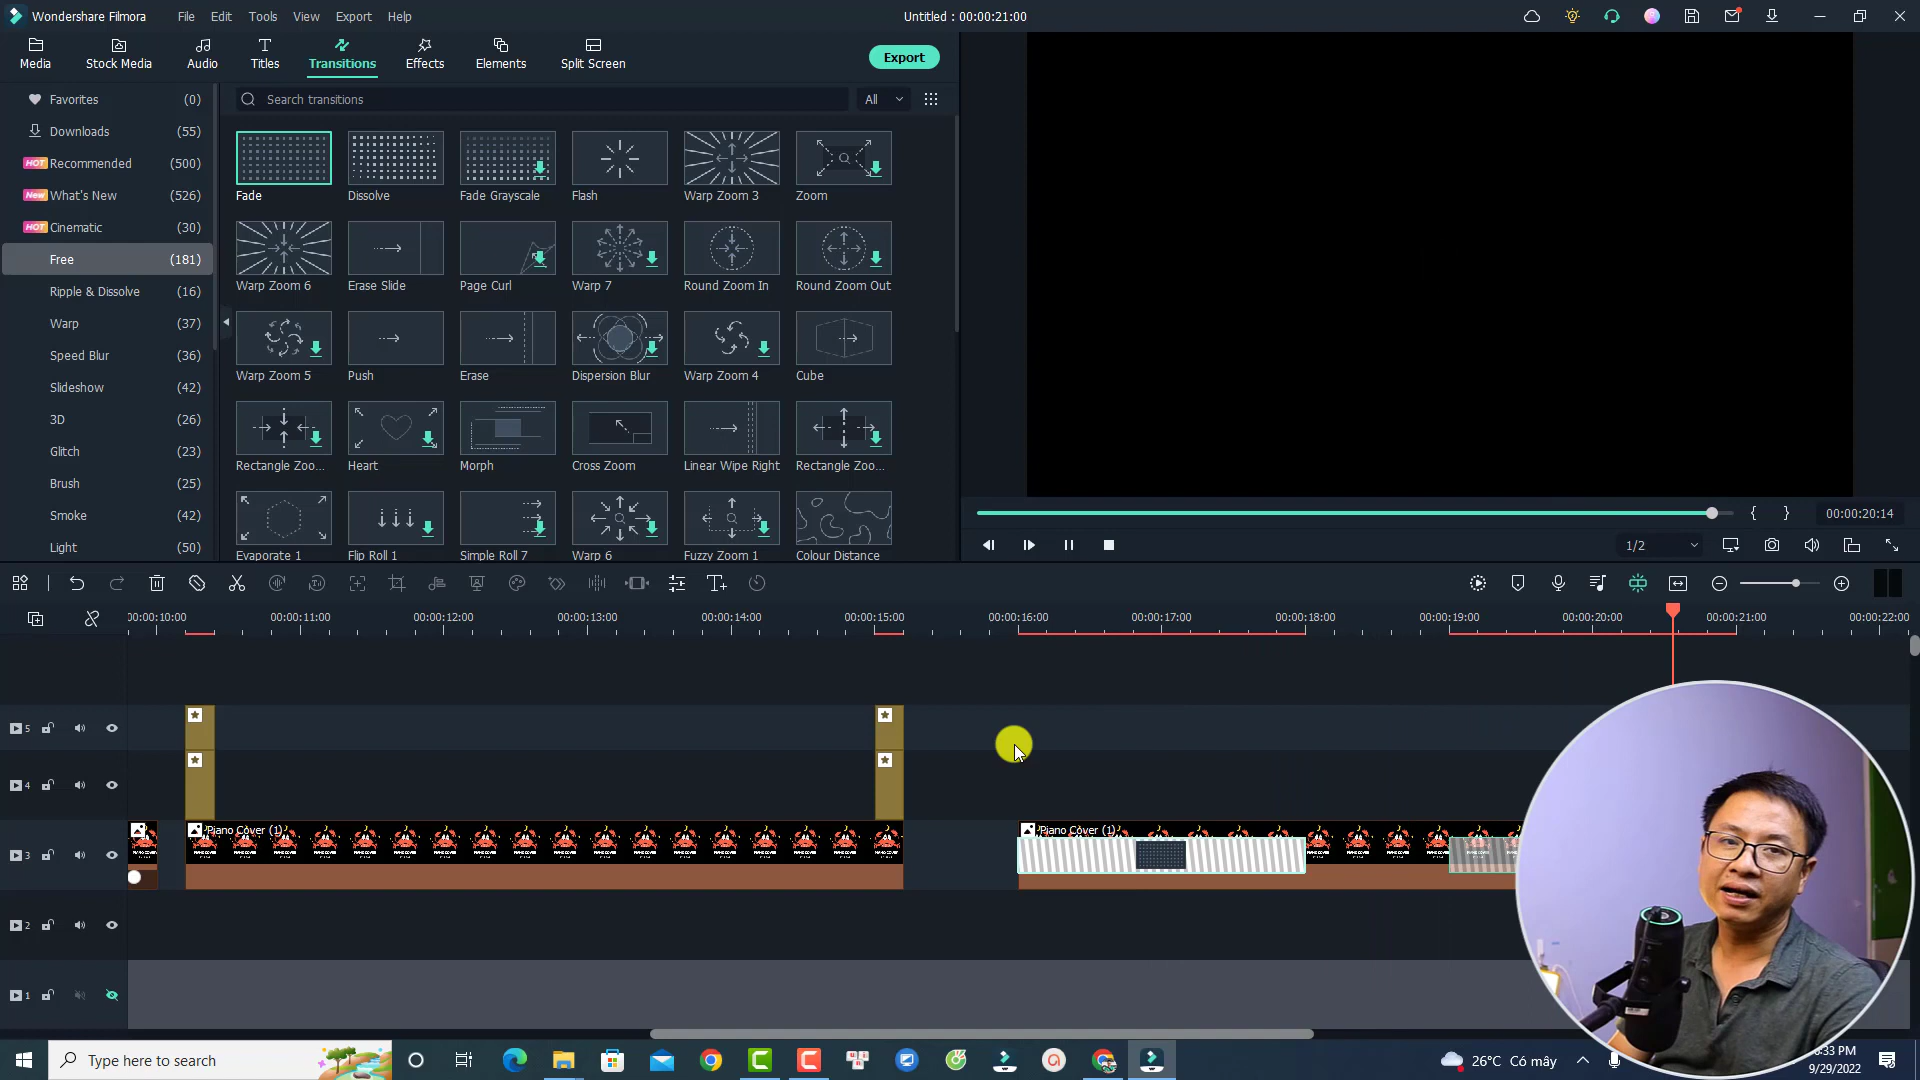 Wondershare Filmora
File Edit Tools View Export Help
Untitled : 00:00:21:00
Media Stock Media Audio Titles Transitions Effects Elements Split Screen
Export
Favorites (0)
Downloads (55)
HOT Recommended (500)
New What's New (526)
HOT Cinematic (30)
Free (181)
Ripple & Dissolve (16)
Warp (37)
Speed Blur (36)
Slideshow (42)
3D (26)
Glitch (23)
Brush (25)
Smoke (42)
Light (50)
Search transitions
All
Fade Dissolve Fade Grayscale Flash Warp Zoom 3 Zoom
Warp Zoom 6 Erase Slide Page Curl Warp 7 Round Zoom In Round Zoom Out
Warp Zoom 5 Push Erase Dispersion Blur Warp Zoom 4 Cube
Rectangle Zoo... Heart Morph Cross Zoom Linear Wipe Right Rectangle Zoo...
Evaporate 1 Flip Roll 1 Simple Roll 7 Warp 6 Fuzzy Zoom 1 Colour Distance
{ } 00:00:20:14
1/2
00:00:10:00 00:00:11:00 00:00:12:00 00:00:13:00 00:00:14:00 00:00:15:00 00:00:16:00 00:00:17:00 00:00:18:00 00:00:19:00 00:00:20:00 00:00:21:00 00:00:22:00
5
4
3
Piano Cover (1) Piano Cover (1)
2
1
Type here to search
26°C Có mây
9/29/2022